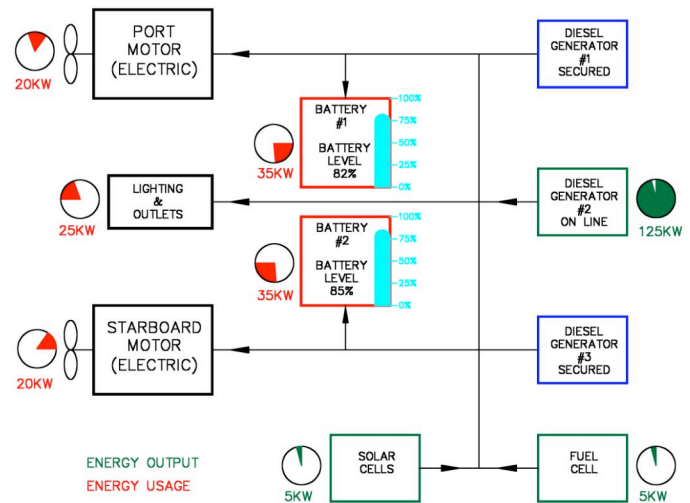 PORT
MOTOR
(ELECTRIC)
20KW
DIESEL
GENERATOR
#1
SECURED
BATTERY
#1
BATTERY
LEVEL
82%
100%
75%
50%
25%
0%
35KW
LIGHTING
&
OUTLETS
25KW
DIESEL
GENERATOR
#2
ON LINE
125KW
BATTERY
#2
BATTERY
LEVEL
85%
100%
75%
50%
25%
0%
35KW
STARBOARD
MOTOR
(ELECTRIC)
20KW
DIESEL
GENERATOR
#3
SECURED
ENERGY OUTPUT
ENERGY USAGE
SOLAR
CELLS
5KW
FUEL
CELL
5KW